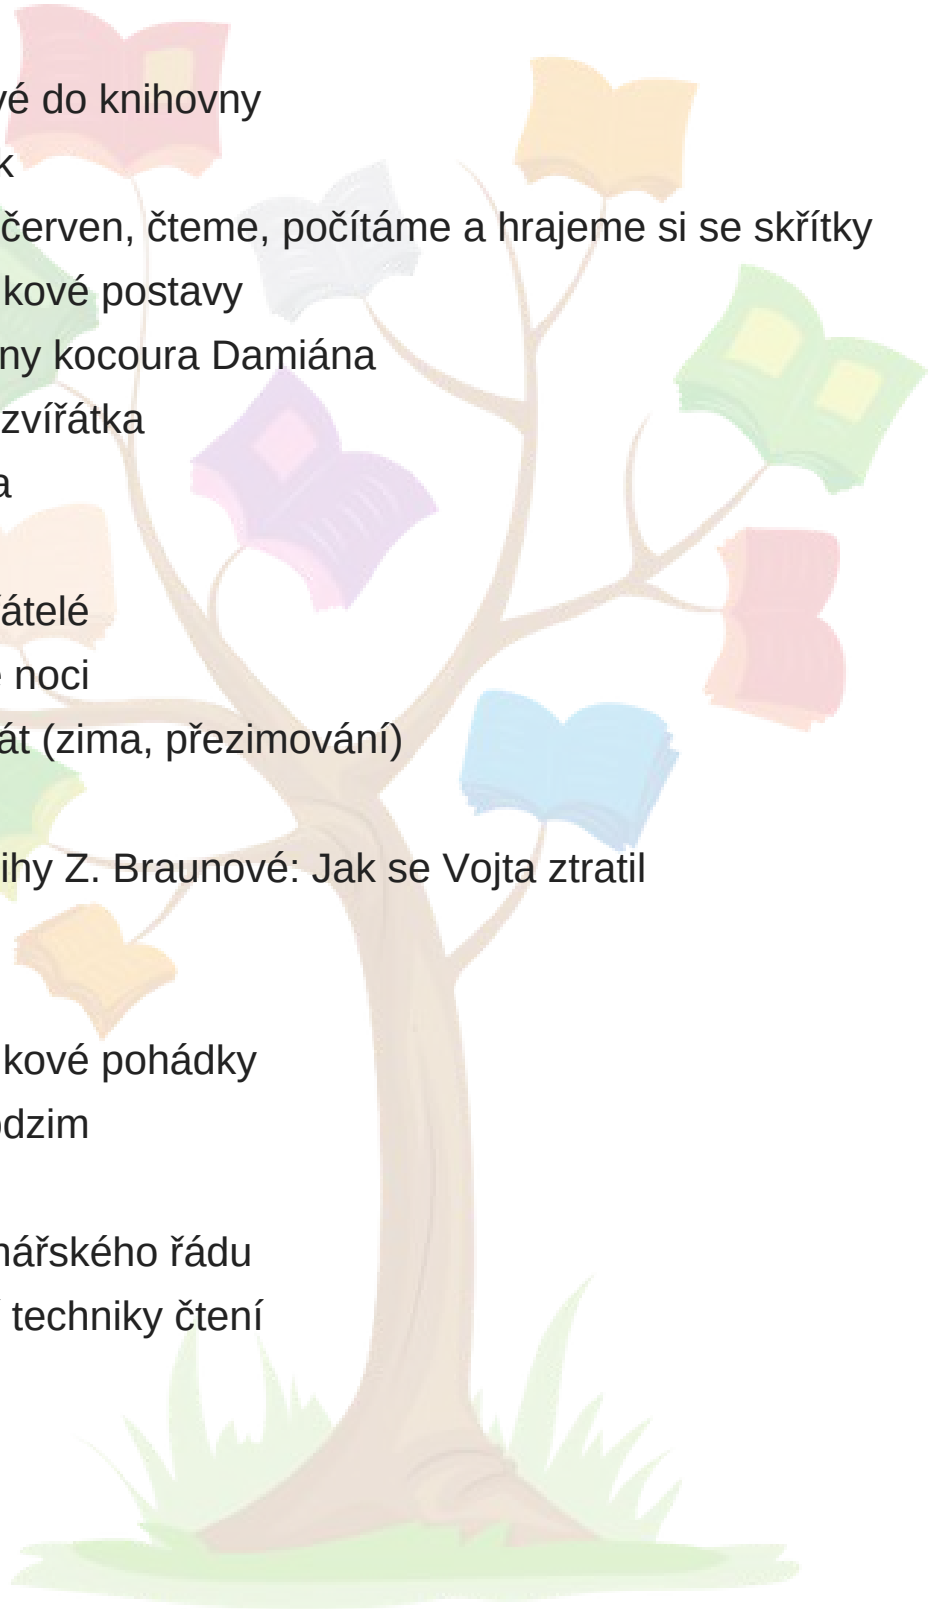 vé do knihovny
k
červen, čteme, počítáme a hrajeme si se skřítky
kové postavy
ny kocoura Damiána
zvířátka
a
átelé
noci
át (zima, přezimování)
ihy Z. Braunové: Jak se Vojta ztratil
kové pohádky
odzim
nářského řádu
techniky čtení